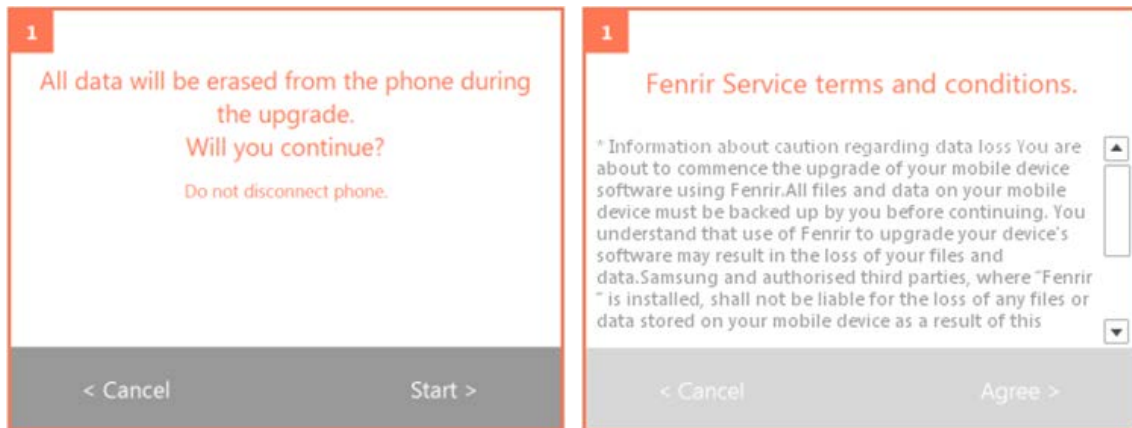 1
All data will be erased from the phone during
the upgrade.
Will you continue?
Do not disconnect phone.
< Cancel
Start >
1
Fenrir Service terms and conditions.
* Information about caution regarding data loss You are
about to commence the upgrade of your mobile device
software using Fenrir.All files and data on your mobile
device must be backed up by you before continuing. You
understand that use of Fenrir to upgrade your device's
software may result in the loss of your files and
data.Samsung and authorised third parties, where "Fenrir
" is installed, shall not be liable for the loss of any files or
data stored on your mobile device as a result of this
< Cancel
Agree >